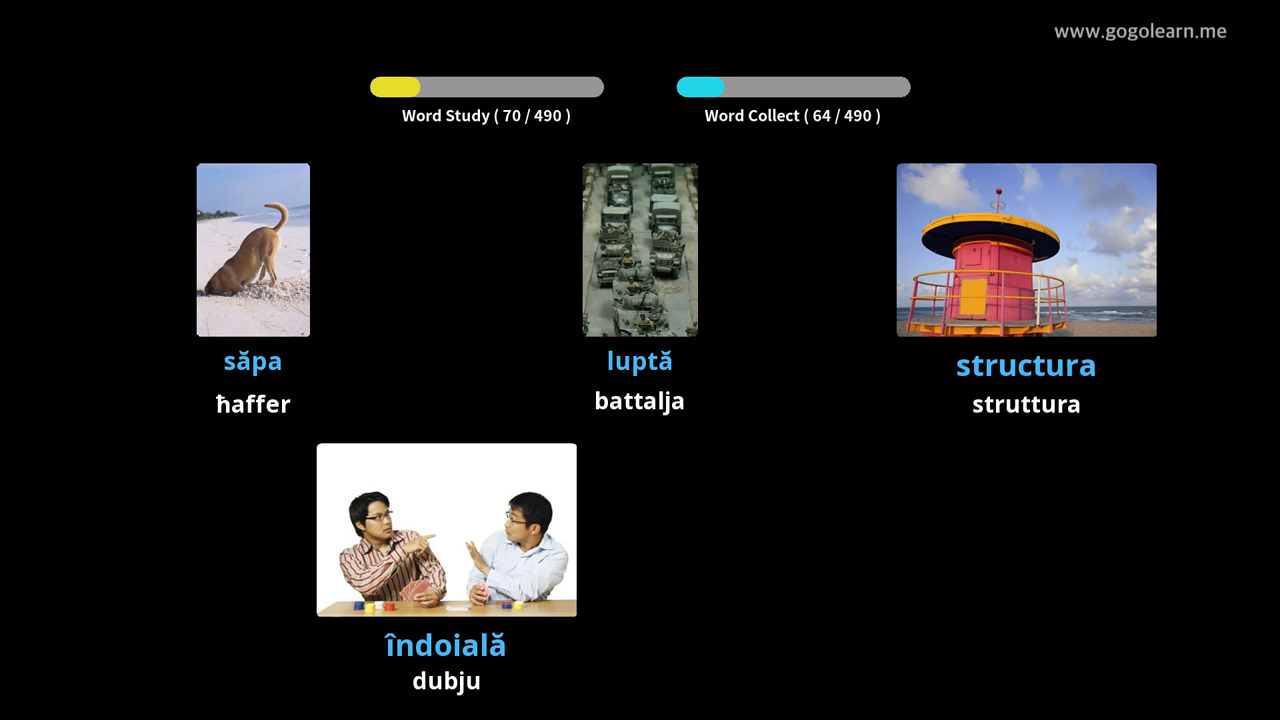 www.gogolearn.me
Word Study ( 70 / 490 )
Word Collect ( 64 / 490 )
săpa
ħaffer
luptă
battalja
structura
struttura
îndoială
dubju